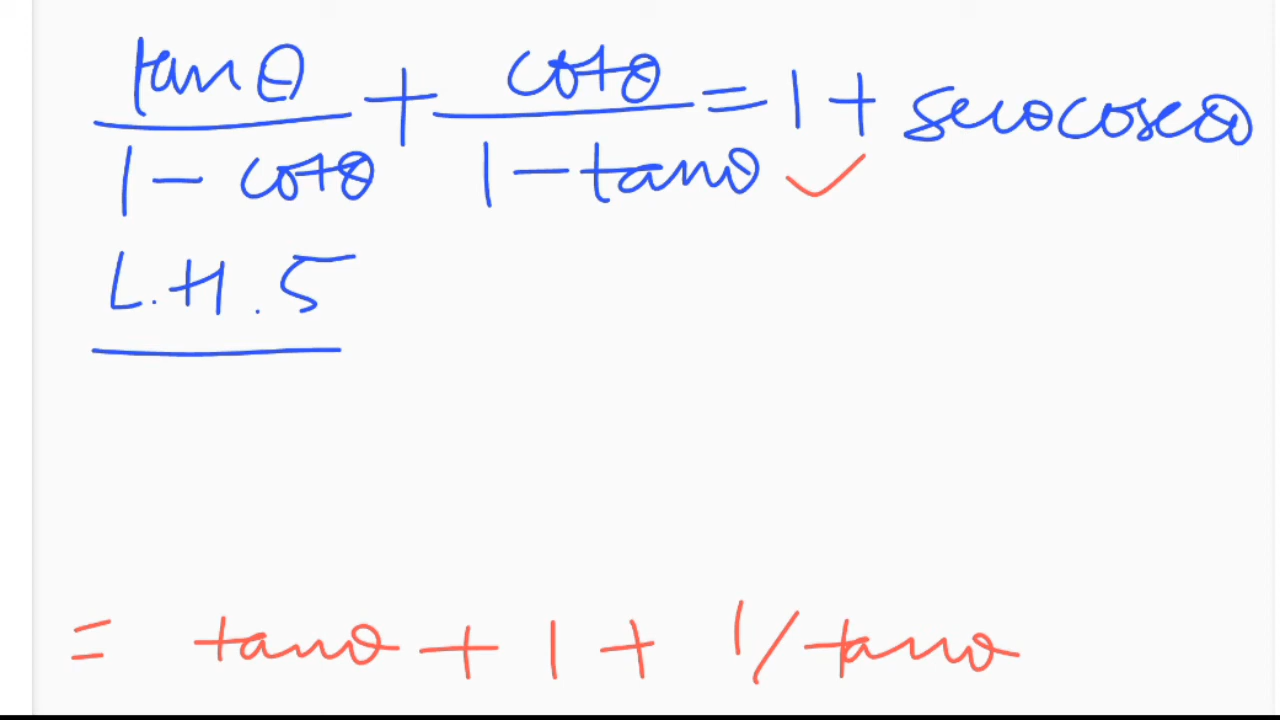 tanθ/(1 - cotθ) + cotθ/(1 - tanθ) = 1 + secθcosecθ
L.H.S
= tanθ + 1 + 1/tanθ